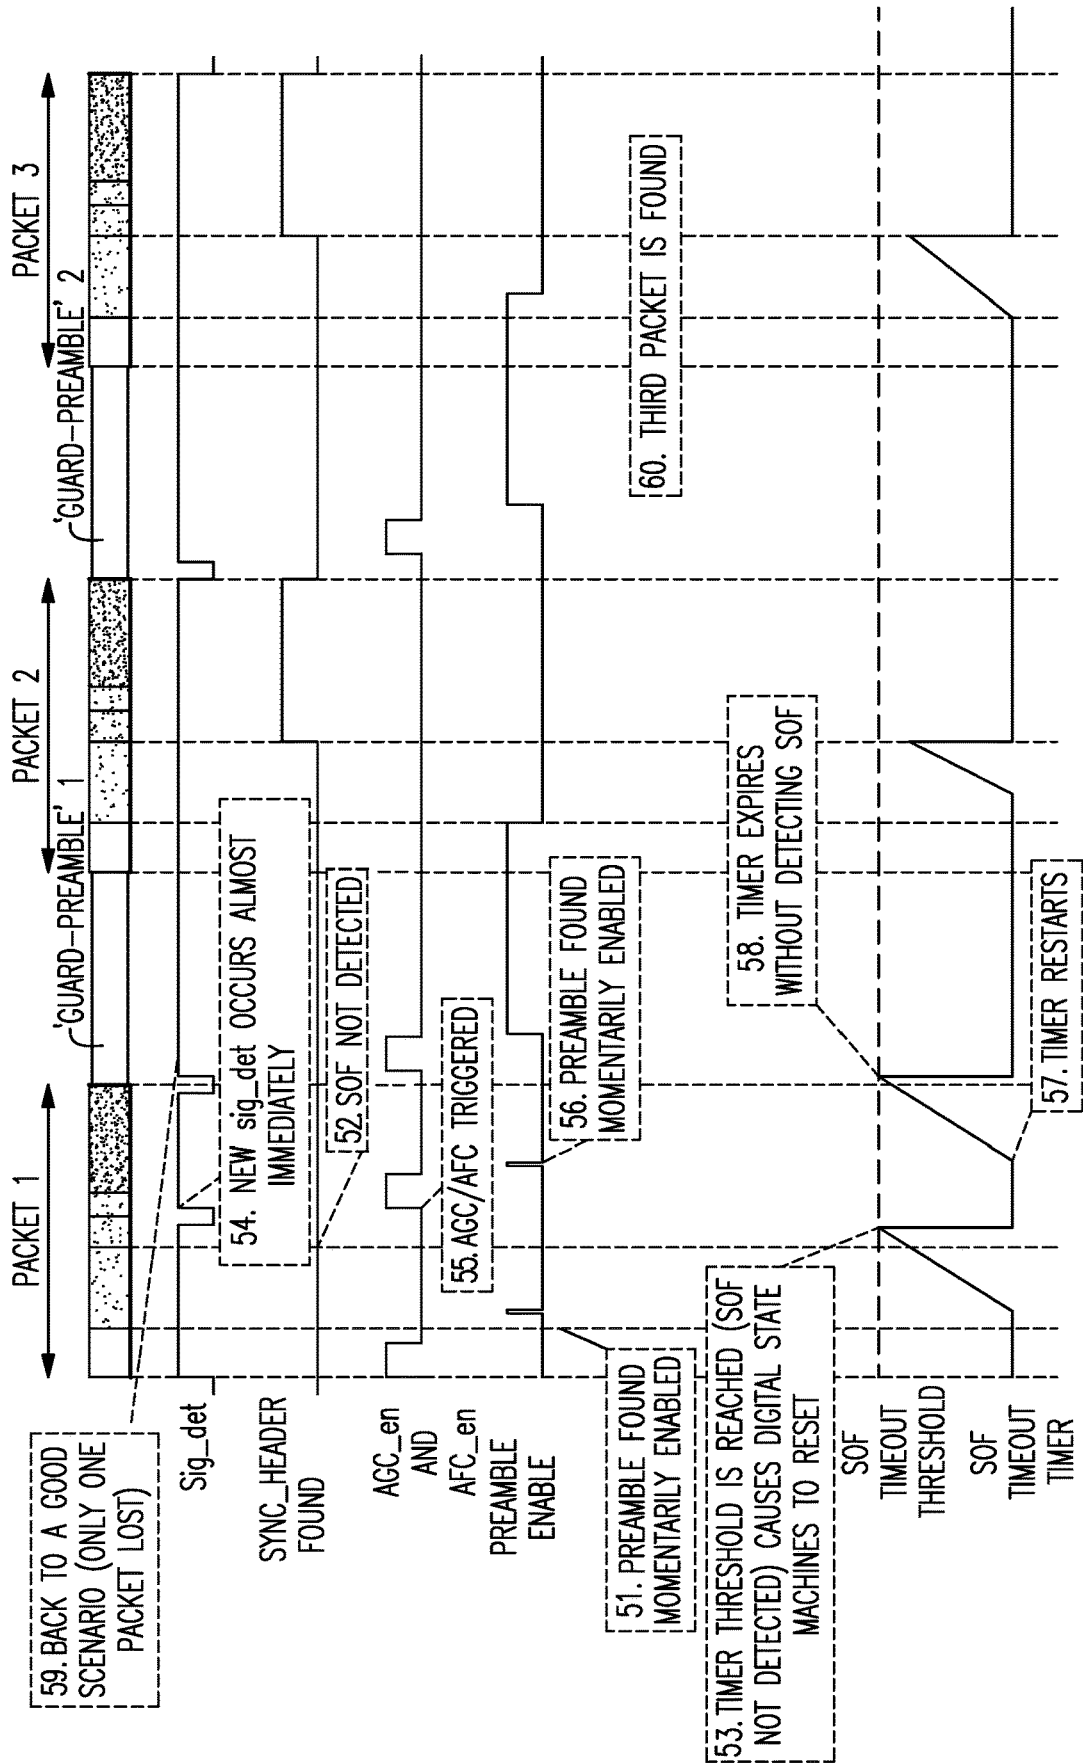 PACKET 1
PACKET 2
PACKET 3
'GUARD-PREAMBLE' 1
'GUARD-PREAMBLE' 2
59. BACK TO A GOOD
SCENARIO (ONLY ONE
PACKET LOST)
Sig_det
54. NEW sig_det OCCURS ALMOST
IMMEDIATELY
SYNC_HEADER
FOUND
52. SOF NOT DETECTED
AGC_en
AND
AFC_en
55. AGC/AFC TRIGGERED
PREAMBLE
ENABLE
56. PREAMBLE FOUND
MOMENTARILY ENABLED
51. PREAMBLE FOUND
MOMENTARILY ENABLED
60. THIRD PACKET IS FOUND
53. TIMER THRESHOLD IS REACHED (SOF
NOT DETECTED) CAUSES DIGITAL STATE
MACHINES TO RESET
58. TIMER EXPIRES
WITHOUT DETECTING SOF
SOF
TIMEOUT
THRESHOLD
SOF
TIMEOUT
TIMER
57. TIMER RESTARTS